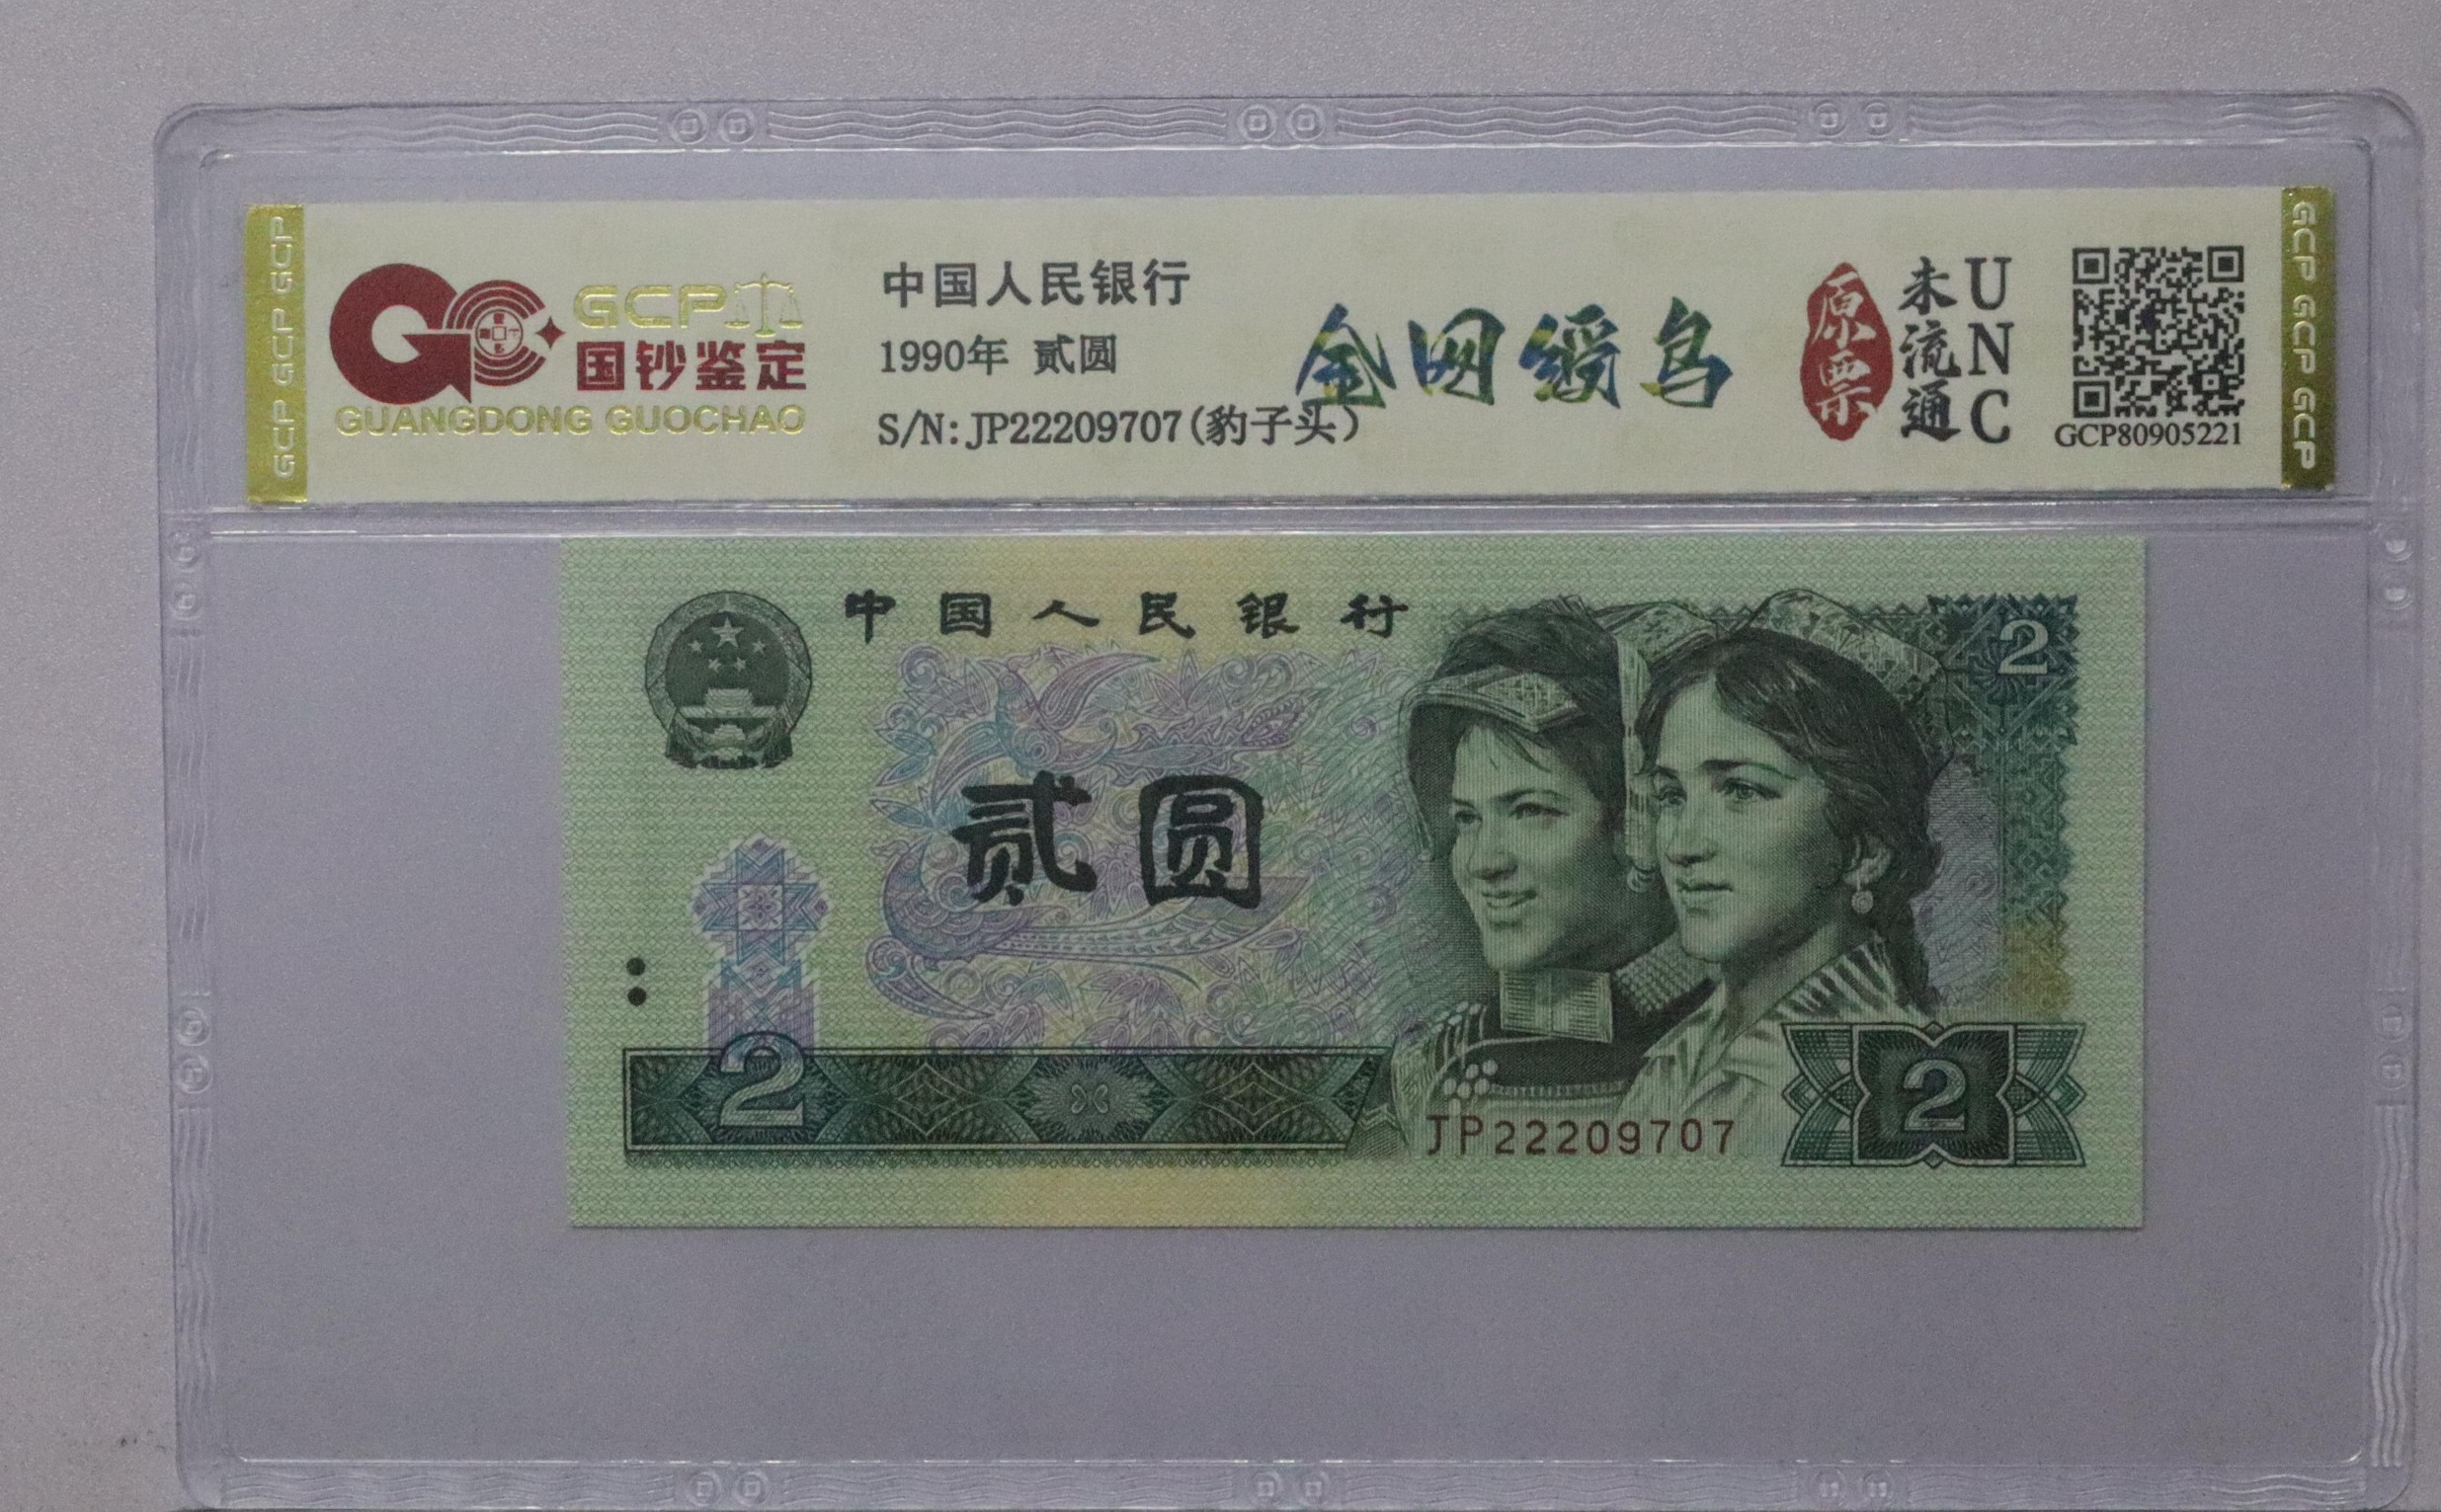 GCP GCP GCP
GCP
国钞鉴定
GUANGDONG GUOCHAO
中国人民银行
1990年 贰圆
S/N: JP22209707(豹子头)
金网绶鸟
原票
未流通
UNC
GCP80905221
GCP GCP GCP
中国人民银行
2
贰圆
2
JP22209707
2